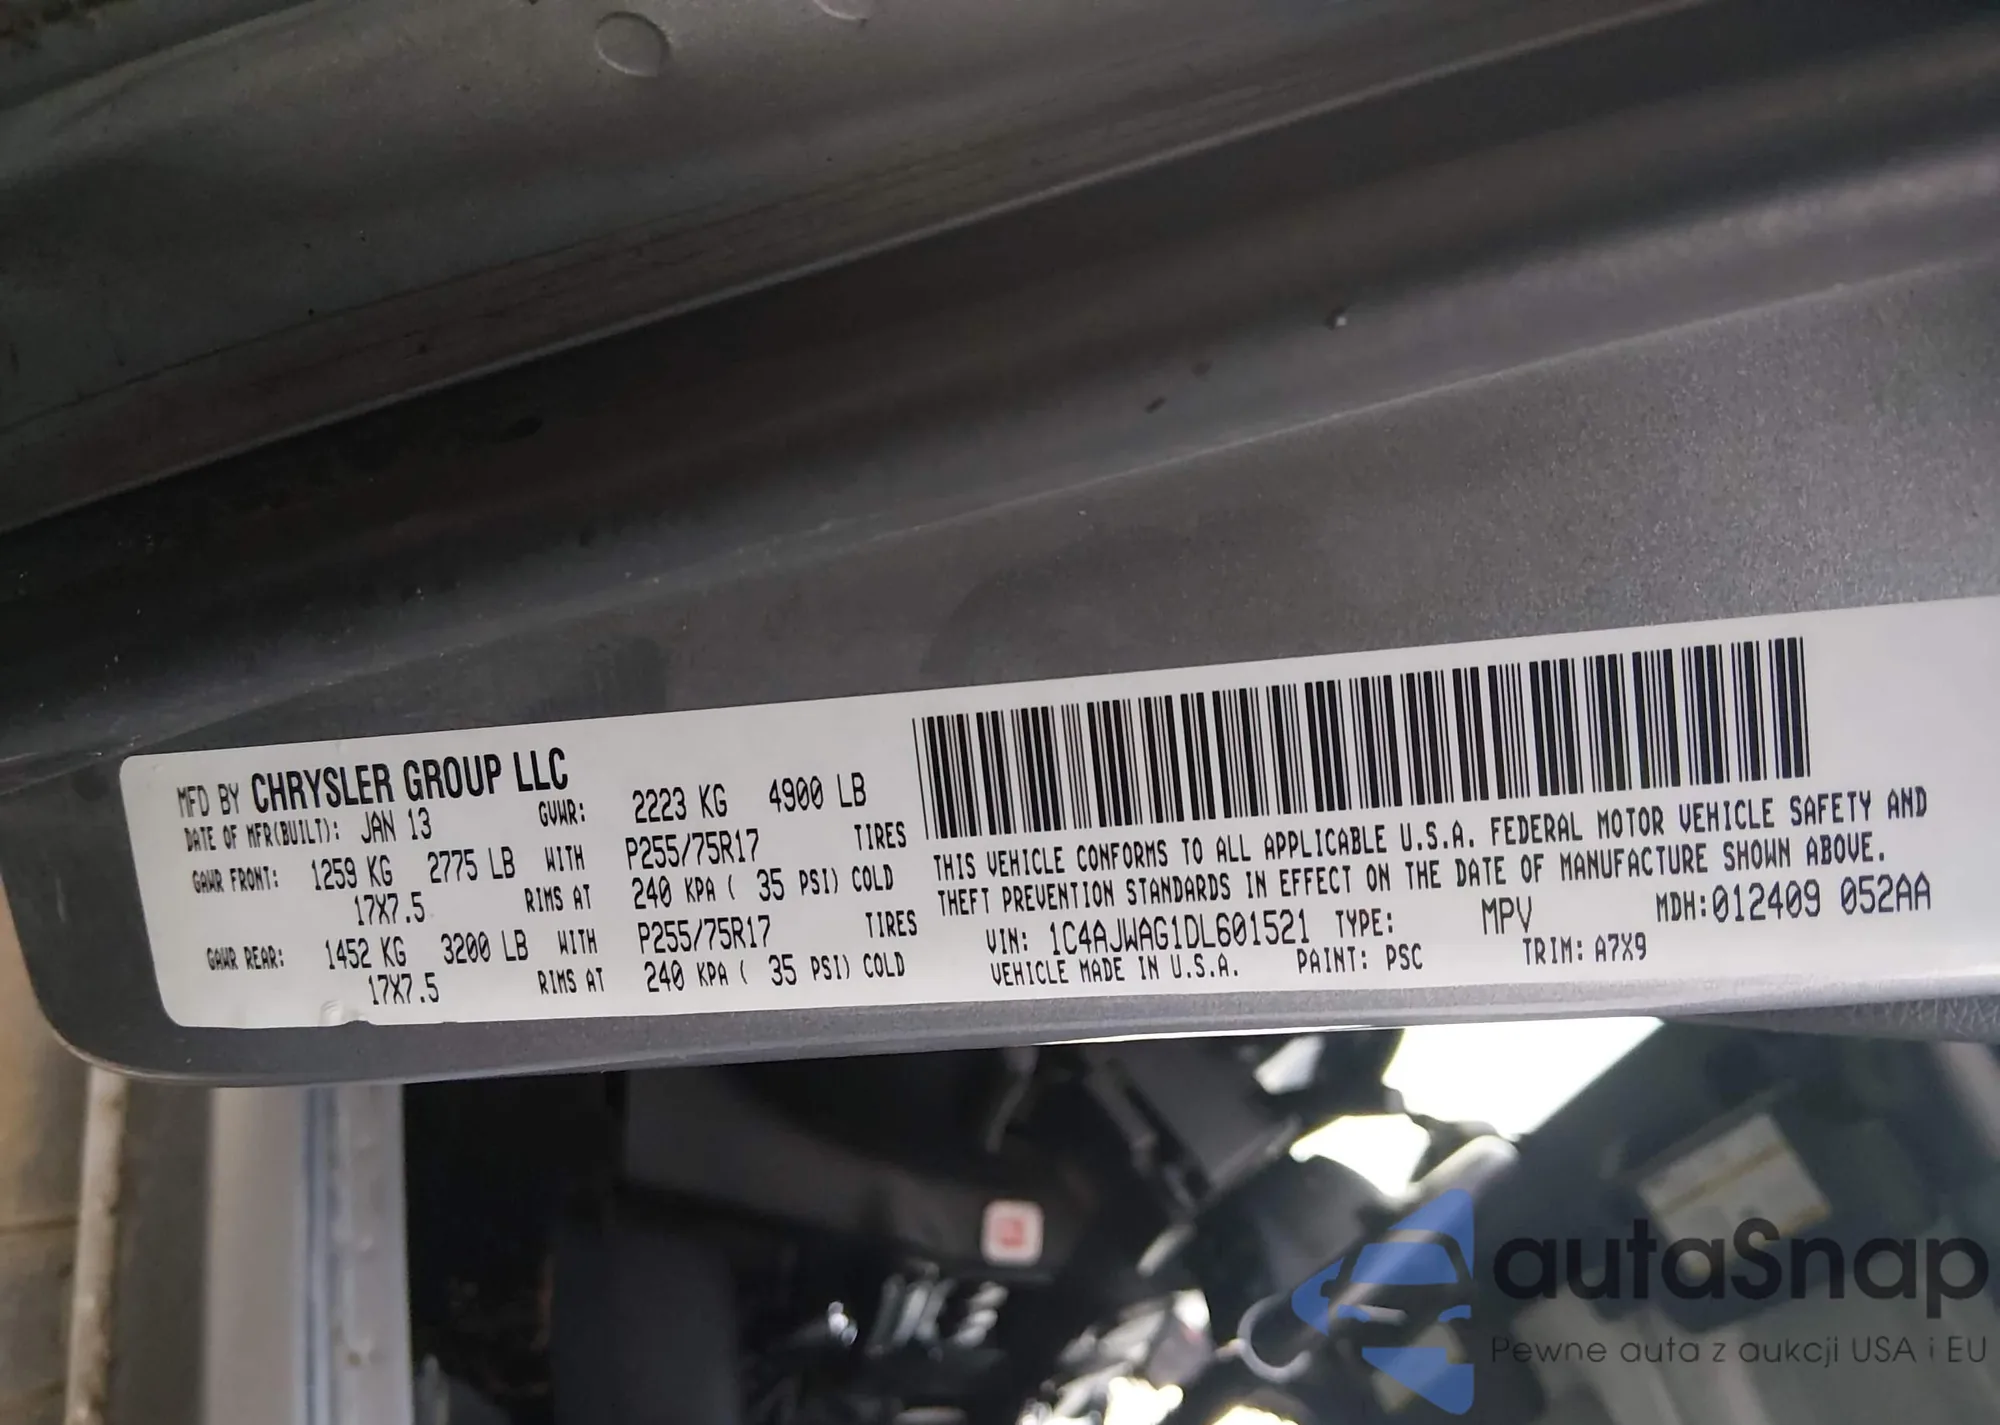 MFD BY CHRYSLER GROUP LLC
DATE OF MFR(BUILT): JAN 13 GVWR: 2223 KG 4900 LB
GAWR FRONT: 1259 KG 2775 LB WITH P255/75R17 TIRES
17X7.5 RIMS AT 240 KPA ( 35 PSI) COLD
GAWR REAR: 1452 KG 3200 LB WITH P255/75R17 TIRES
17X7.5 RIMS AT 240 KPA ( 35 PSI) COLD
THIS VEHICLE CONFORMS TO ALL APPLICABLE U.S.A. FEDERAL MOTOR VEHICLE SAFETY AND
THEFT PREVENTION STANDARDS IN EFFECT ON THE DATE OF MANUFACTURE SHOWN ABOVE.
VIN: 1C4AJWAG1DL601521 TYPE: MPV MDH:012409 052AA
VEHICLE MADE IN U.S.A. PAINT: PSC TRIM: A7X9
autaSnap
Pewne auta z aukcji USA i EU